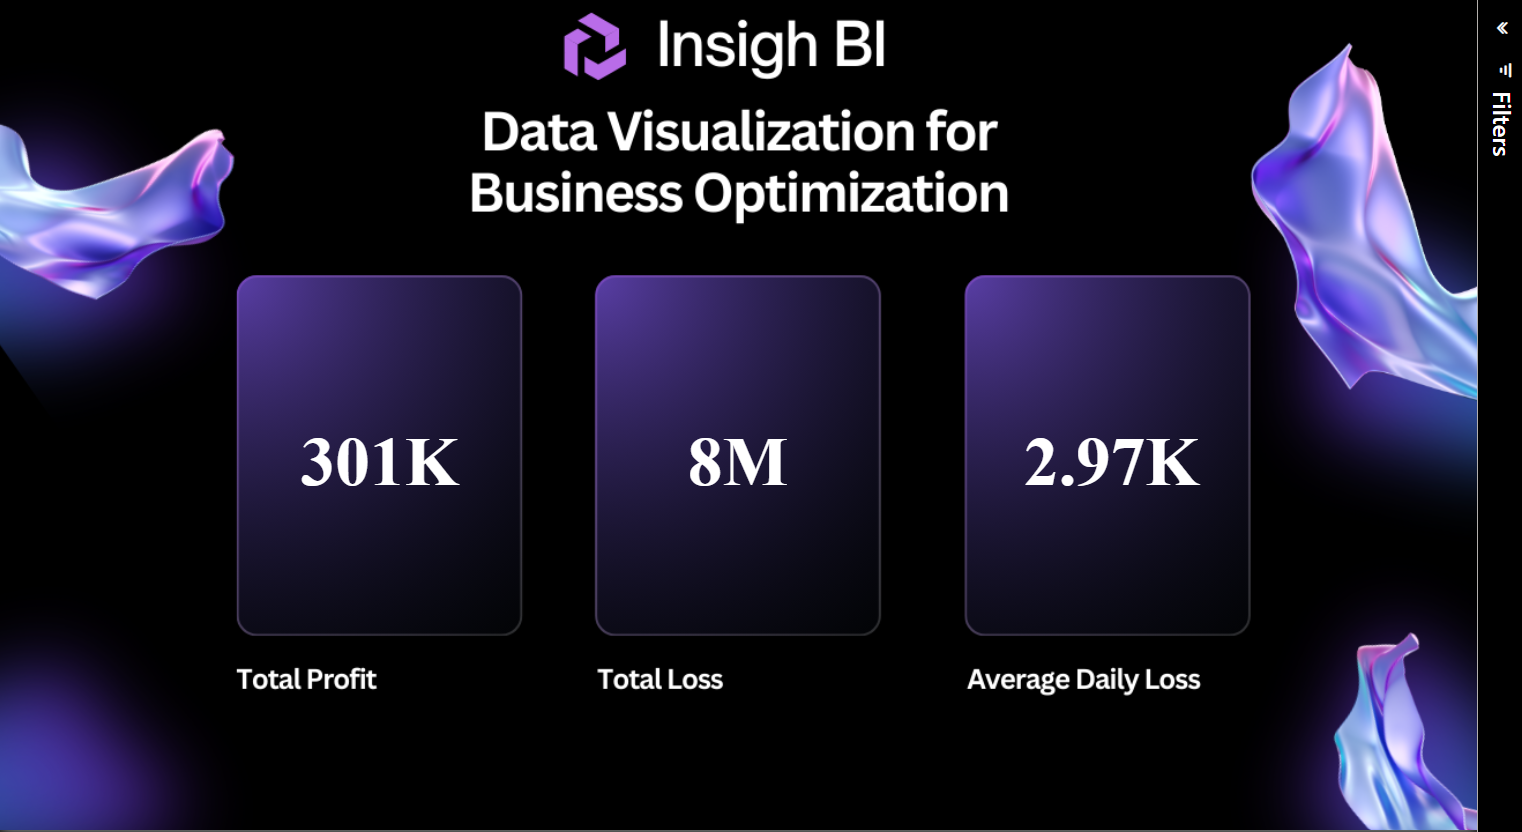 Insigh BI
Data Visualization for
Business Optimization
301K
8M
2.97K
Total Profit
Total Loss
Average Daily Loss
Filters